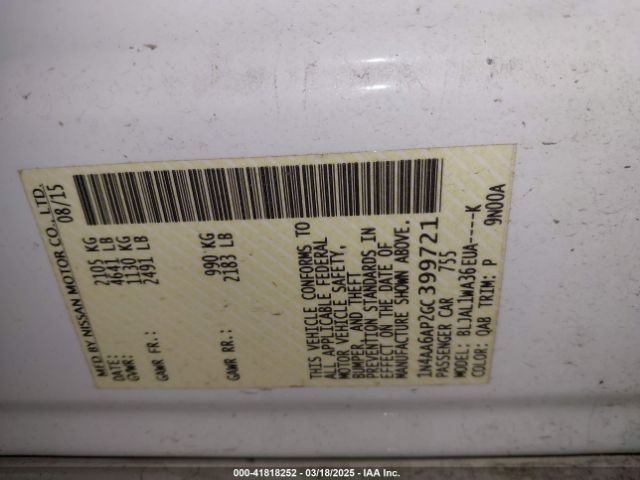 MFD BY NISSAN MOTOR CO., LTD.
DATE: 08/15
GVWR: 2105 KG
4641 LB
GAWR FR: 1130 KG
2491 LB
GAWR RR: 990 KG
2183 LB
THIS VEHICLE CONFORMS TO
ALL APPLICABLE FEDERAL
MOTOR VEHICLE SAFETY,
BUMPER, AND THEFT
PREVENTION STANDARDS IN
EFFECT ON THE DATE OF
MANUFACTURE SHOWN ABOVE.
1N4AA6AP2GC399721
PASSENGER CAR 755
MODEL: BLJAL1WA36EUA----K
COLOR: QAB TRIM: P 9N00A
000-41818252 - 03/18/2025 - IAA Inc.